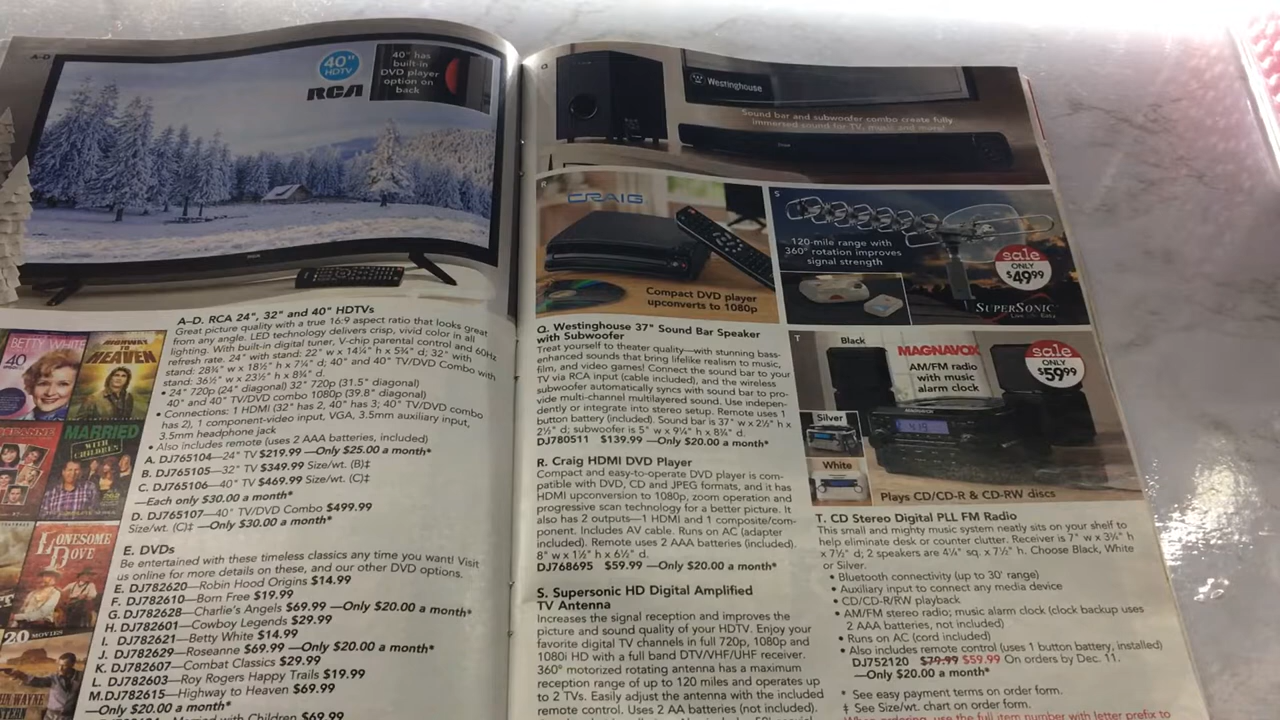 A-D
40"
HDTV
RCA
40" has
built-in
DVD player
option on
back
BETTY WHITE
40
HIGHWAY
TO
HEAVEN
MARRIED
WITH
CHILDREN
LONESOME
DOVE
20 MOVIES
A–D. RCA 24", 32" and 40" HDTVs
Great picture quality with a true 16:9 aspect ratio that looks great
from any angle. LED technology delivers crisp, vivid color in all
lighting. With built-in digital tuner, V-chip parental control and 60Hz
refresh rate. 24" with stand: 22" w x 14¼" h x 5¾" d; 32" with
stand: 28¾" w x 18½" h x 7¼" d; 40" and 40" TV/DVD Combo with
stand: 36½" w x 23½" h x 8¾" d.
• 24" 720p (24" diagonal) 32" 720p (31.5" diagonal)
40" and 40" TV/DVD combo 1080p (39.8" diagonal)
• Connections: 1 HDMI (32" has 2, 40" has 3; 40" TV/DVD combo
has 2), 1 component-video input, VGA, 3.5mm auxiliary input,
3.5mm headphone jack
• Also includes remote (uses 2 AAA batteries, included)
A. DJ765104—24" TV $219.99 —Only $25.00 a month*
B. DJ765105—32" TV $349.99 Size/wt. (B)‡
C. DJ765106—40" TV $469.99 Size/wt. (C)‡
—Each only $30.00 a month*
D. DJ765107—40" TV/DVD Combo $499.99
Size/wt. (C)‡ —Only $30.00 a month*
E. DVDs
Be entertained with these timeless classics any time you want! Visit
us online for more details on these, and our other DVD options.
E. DJ782620—Robin Hood Origins $14.99
F. DJ782610—Born Free $19.99
G. DJ782628—Charlie's Angels $69.99 —Only $20.00 a month*
H. DJ782601—Cowboy Legends $29.99
I. DJ782621—Betty White $14.99
J. DJ782629—Roseanne $69.99 —Only $20.00 a month*
K. DJ782607—Combat Classics $29.99
L. DJ782603—Roy Rogers Happy Trails $19.99
M. DJ782615—Highway to Heaven $69.99
—Only $20.00 a month*
Married with Children $69.99
Q
Westinghouse
Sound bar and subwoofer combo create fully
immersed sound for TV, music and more!
R
CRAIG
Compact DVD player
upconverts to 1080p
S
120-mile range with
360° rotation improves
signal strength
sale
ONLY
$49.99
SUPERSONIC
Q. Westinghouse 37" Sound Bar Speaker
with Subwoofer
Treat yourself to theater quality—with stunning bass-
enhanced sounds that bring lifelike realism to music,
film, and video games! Connect the sound bar to your
TV via RCA input (cable included), and the wireless
subwoofer automatically syncs with sound bar to pro-
vide multi-channel multilayered sound. Use indepen-
dently or integrate into stereo setup. Remote uses 1
button battery (included). Sound bar is 37" w x 2½" h x
2½" d; subwoofer is 5" w x 9¼" h x 8¾" d.
DJ780511 $139.99 —Only $20.00 a month*
R. Craig HDMI DVD Player
Compact and easy-to-operate DVD player is com-
patible with DVD, CD and JPEG formats, and it has
HDMI upconversion to 1080p, zoom operation and
progressive scan technology for a better picture. It
also has 2 outputs—1 HDMI and 1 composite/com-
ponent. Includes AV cable. Runs on AC (adapter
included). Remote uses 2 AAA batteries (included).
8" w x 1½" h x 6½" d.
DJ768695 $59.99 —Only $20.00 a month*
S. Supersonic HD Digital Amplified
TV Antenna
Increases the signal reception and improves the
picture and sound quality of your HDTV. Enjoy your
favorite digital TV channels in full 720p, 1080p and
1080i HD with a full band DTV/VHF/UHF receiver.
360° motorized rotating antenna has a maximum
reception range of up to 120 miles and operates up
to 2 TVs. Easily adjust the antenna with the included
remote control. Uses 2 AA batteries (not included).
T
Black
MAGNAVOX
AM/FM radio
with music
alarm clock
sale
ONLY
$59.99
Silver
White
MAGNAVOX
Plays CD/CD-R & CD-RW discs
T. CD Stereo Digital PLL FM Radio
This small and mighty music system neatly sits on your shelf to
help eliminate desk or counter clutter. Receiver is 7" w x 3¾" h
x 7½" d; 2 speakers are 4¼" sq. x 7½" h. Choose Black, White
or Silver.
• Bluetooth connectivity (up to 30' range)
• Auxiliary input to connect any media device
• CD/CD-R/RW playback
• AM/FM stereo radio; music alarm clock (clock backup uses
2 AAA batteries, not included)
• Runs on AC (cord included)
• Also includes remote control (uses 1 button battery, installed)
DJ752120 $79.99 $59.99 On orders by Dec. 11.
—Only $20.00 a month*
* See easy payment terms on order form.
‡ See Size/wt. chart on order form.
When ordering, use the full item number with letter prefix to